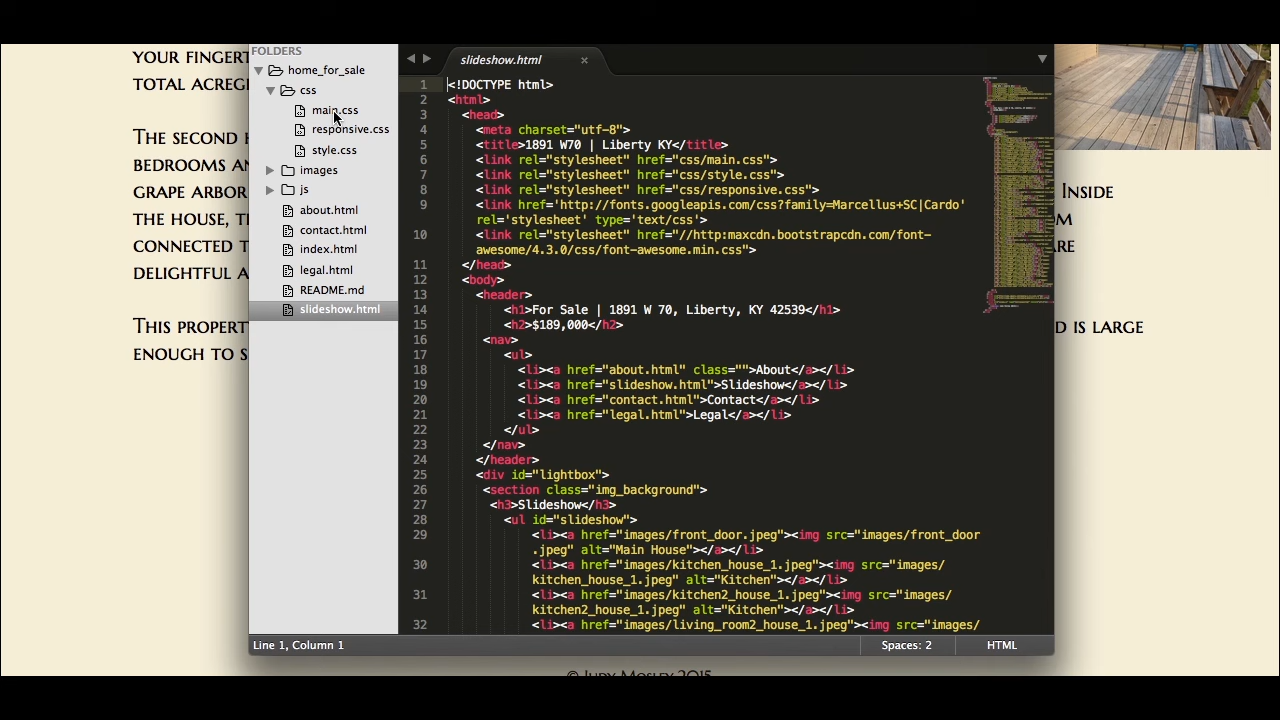 YOUR FINGERT
TOTAL ACREG
THE SECOND H
BEDROOMS AN
GRAPE ARBOR
INSIDE
THE HOUSE, T
M
CONNECTED T
ARE
DELIGHTFUL A
THIS PROPERT
D IS LARGE
ENOUGH TO S
© JUDY MOSLEY 2015
FOLDERS
home_for_sale
css
main.css
responsive.css
style.css
images
js
about.html
contact.html
index.html
legal.html
README.md
slideshow.html
slideshow.html ×
1 <!DOCTYPE html>
2 <html>
3 <head>
4 <meta charset="utf-8">
5 <title>1891 W70 | Liberty KY</title>
6 <link rel="stylesheet" href="css/main.css">
7 <link rel="stylesheet" href="css/style.css">
8 <link rel="stylesheet" href="css/responsive.css">
9 <link href='http://fonts.googleapis.com/css?family=Marcellus+SC|Cardo'
rel='stylesheet' type='text/css'>
10 <link rel="stylesheet" href="//http:maxcdn.bootstrapcdn.com/font-
awesome/4.3.0/css/font-awesome.min.css">
11 </head>
12 <body>
13 <header>
14 <h1>For Sale | 1891 W 70, Liberty, KY 42539</h1>
15 <h2>$189,000</h2>
16 <nav>
17 <ul>
18 <li><a href="about.html" class="">About</a></li>
19 <li><a href="slideshow.html">Slideshow</a></li>
20 <li><a href="contact.html">Contact</a></li>
21 <li><a href="legal.html">Legal</a></li>
22 </ul>
23 </nav>
24 </header>
25 <div id="lightbox">
26 <section class="img_background">
27 <h3>Slideshow</h3>
28 <ul id="slideshow">
29 <li><a href="images/front_door.jpeg"><img src="images/front_door
.jpeg" alt="Main House"></a></li>
30 <li><a href="images/kitchen_house_1.jpeg"><img src="images/
kitchen_house_1.jpeg" alt="Kitchen"></a></li>
31 <li><a href="images/kitchen2_house_1.jpeg"><img src="images/
kitchen2_house_1.jpeg" alt="Kitchen"></a></li>
32 <li><a href="images/living_room2_house_1.jpeg"><img src="images/
Line 1, Column 1
Spaces: 2
HTML